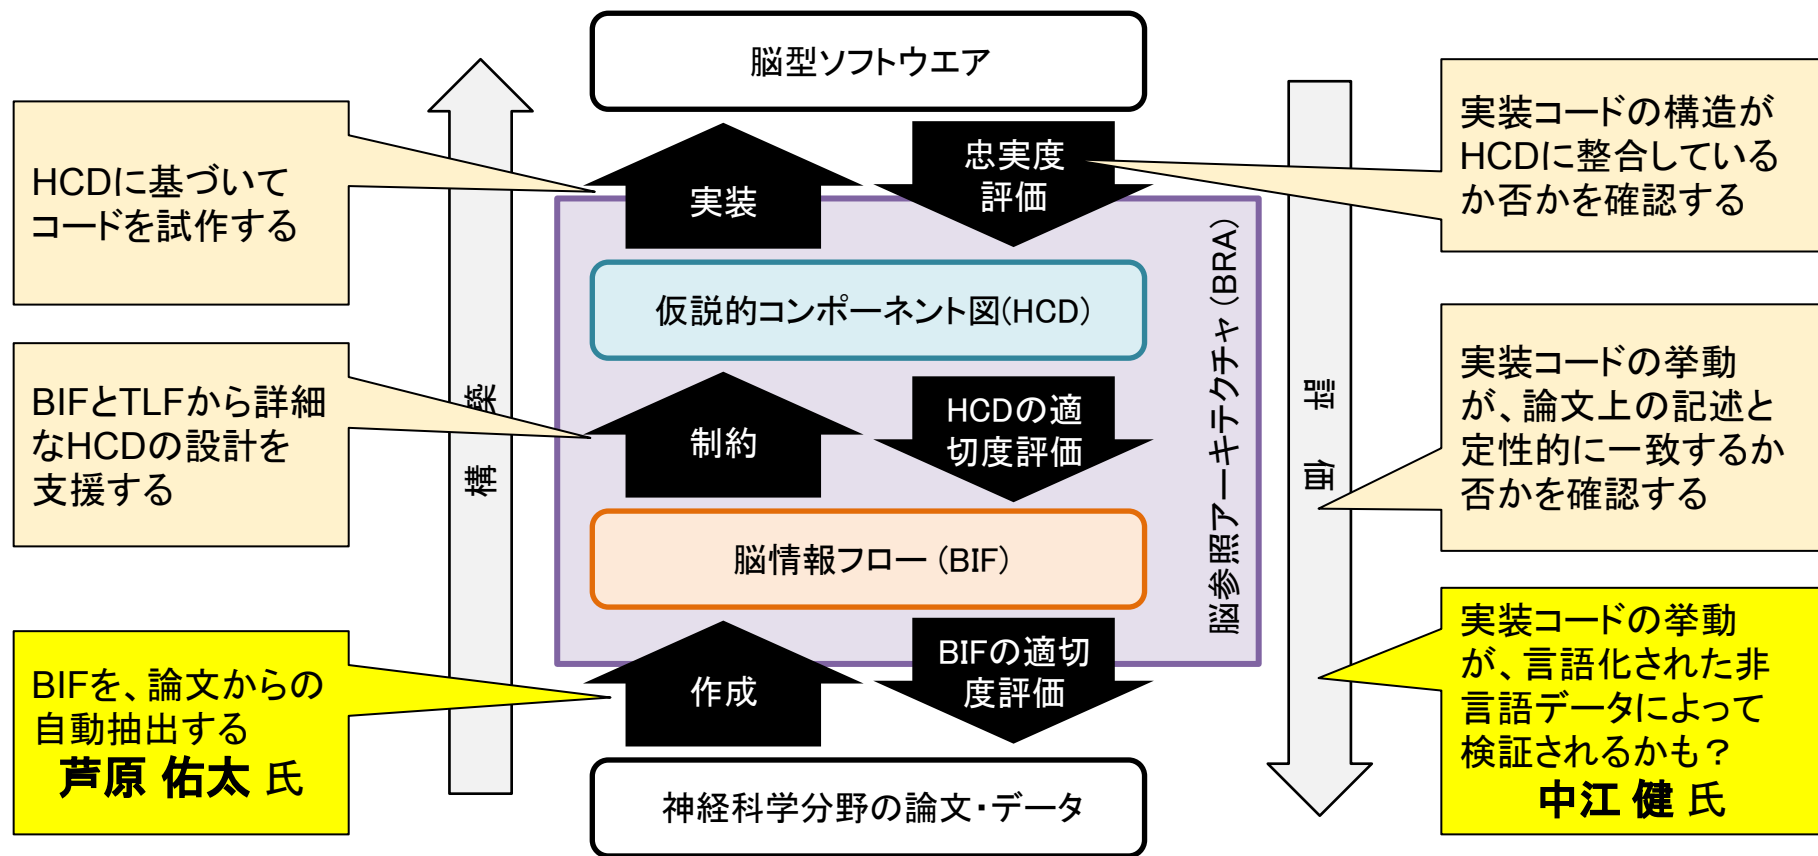 脳型ソフトウエア
HCDに基づいて
コードを試作する
実装
忠実度
評価
実装コードの構造が
HCDに整合している
か否かを確認する
仮説的コンポーネント図(HCD)
脳参照アーキテクチャ(BRA)
構築
評価
BIFとTLFから詳細
なHCDの設計を
支援する
制約
HCDの適
切度評価
実装コードの挙動
が、論文上の記述と
定性的に一致するか
否かを確認する
脳情報フロー (BIF)
BIFを、論文からの
自動抽出する
芦原 佑太 氏
作成
BIFの適切
度評価
実装コードの挙動
が、言語化された非
言語データによって
検証されるかも？
中江 健 氏
神経科学分野の論文・データ